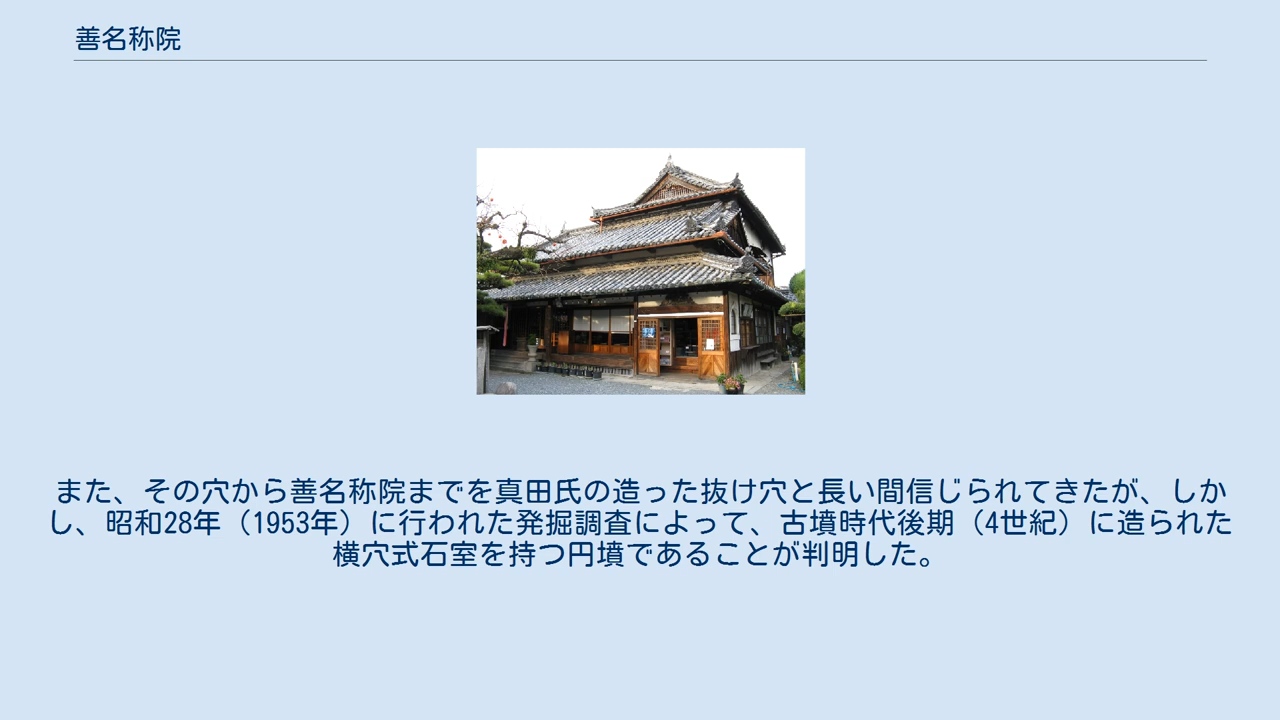 善名称院
また、その穴から善名称院までを真田氏の造った抜け穴と長い間信じられてきたが、しか
し、昭和28年（1953年）に行われた発掘調査によって、古墳時代後期（4世紀）に造られた
横穴式石室を持つ円墳であることが判明した。